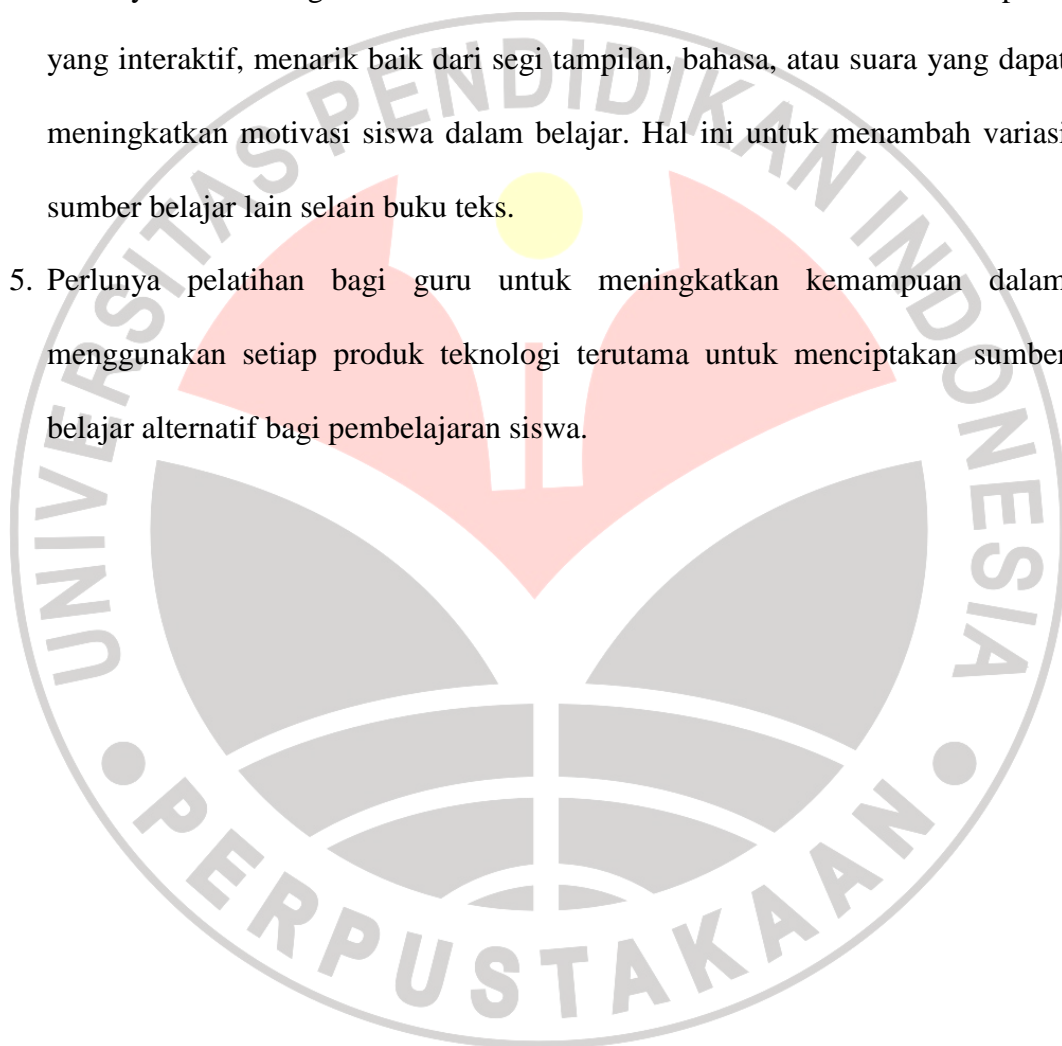 yang interaktif, menarik baik dari segi tampilan, bahasa, atau suara yang dapat
meningkatkan motivasi siswa dalam belajar. Hal ini untuk menambah variasi
sumber belajar lain selain buku teks.
5. Perlunya pelatihan bagi guru untuk meningkatkan kemampuan dalam
menggunakan setiap produk teknologi terutama untuk menciptakan sumber
belajar alternatif bagi pembelajaran siswa.
UNIVERSITAS PENDIDIKAN INDONESIA
PERPUSTAKAAN